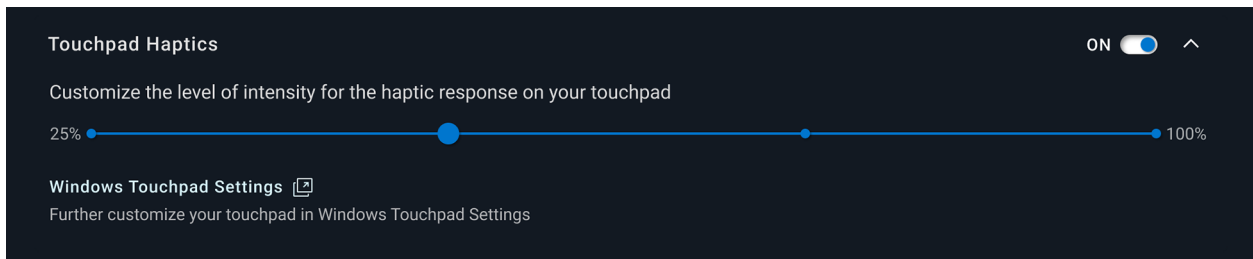 Touchpad Haptics
ON
Customize the level of intensity for the haptic response on your touchpad
25% 100%
Windows Touchpad Settings
Further customize your touchpad in Windows Touchpad Settings